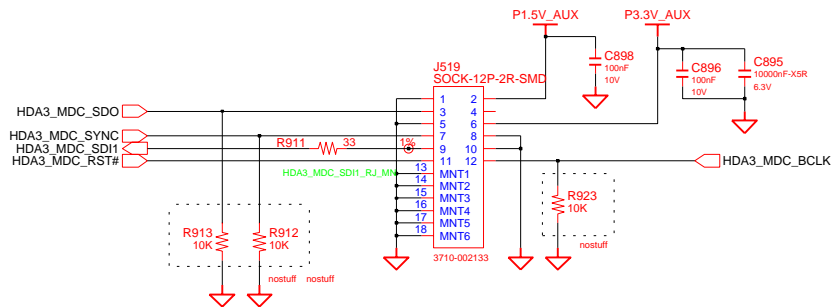 P1.5V_AUX
P3.3V_AUX
J519
SOCK-12P-2R-SMD
C898
100nF
10V
C896
100nF
10V
C895
10000nF-X5R
6.3V
HDA3_MDC_SDO
HDA3_MDC_SYNC
HDA3_MDC_SDI1
HDA3_MDC_RST#
R911
33
1%
HDA3_MDC_SDI1_RJ_MN
1 2
3 4
5 6
7 8
9 10
11 12
13 MNT1
14 MNT2
15 MNT3
16 MNT4
17 MNT5
18 MNT6
3710-002133
HDA3_MDC_BCLK
R923
10K
nostuff
R913
10K
R912
10K
nostuff nostuff